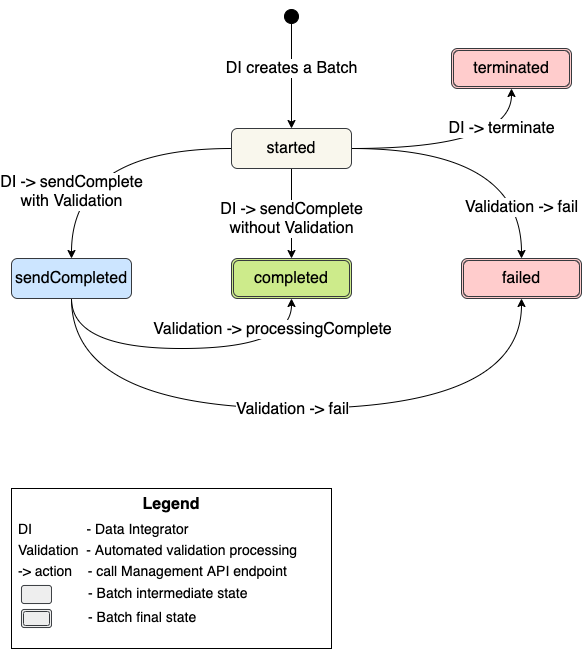 DI creates a Batch
terminated
DI -> terminate
started
DI -> sendComplete
with Validation
DI -> sendComplete
without Validation
Validation -> fail
sendCompleted
completed
failed
Validation -> processingComplete
Validation -> fail
Legend
DI - Data Integrator
Validation - Automated validation processing
-> action - call Management API endpoint
- Batch intermediate state
- Batch final state